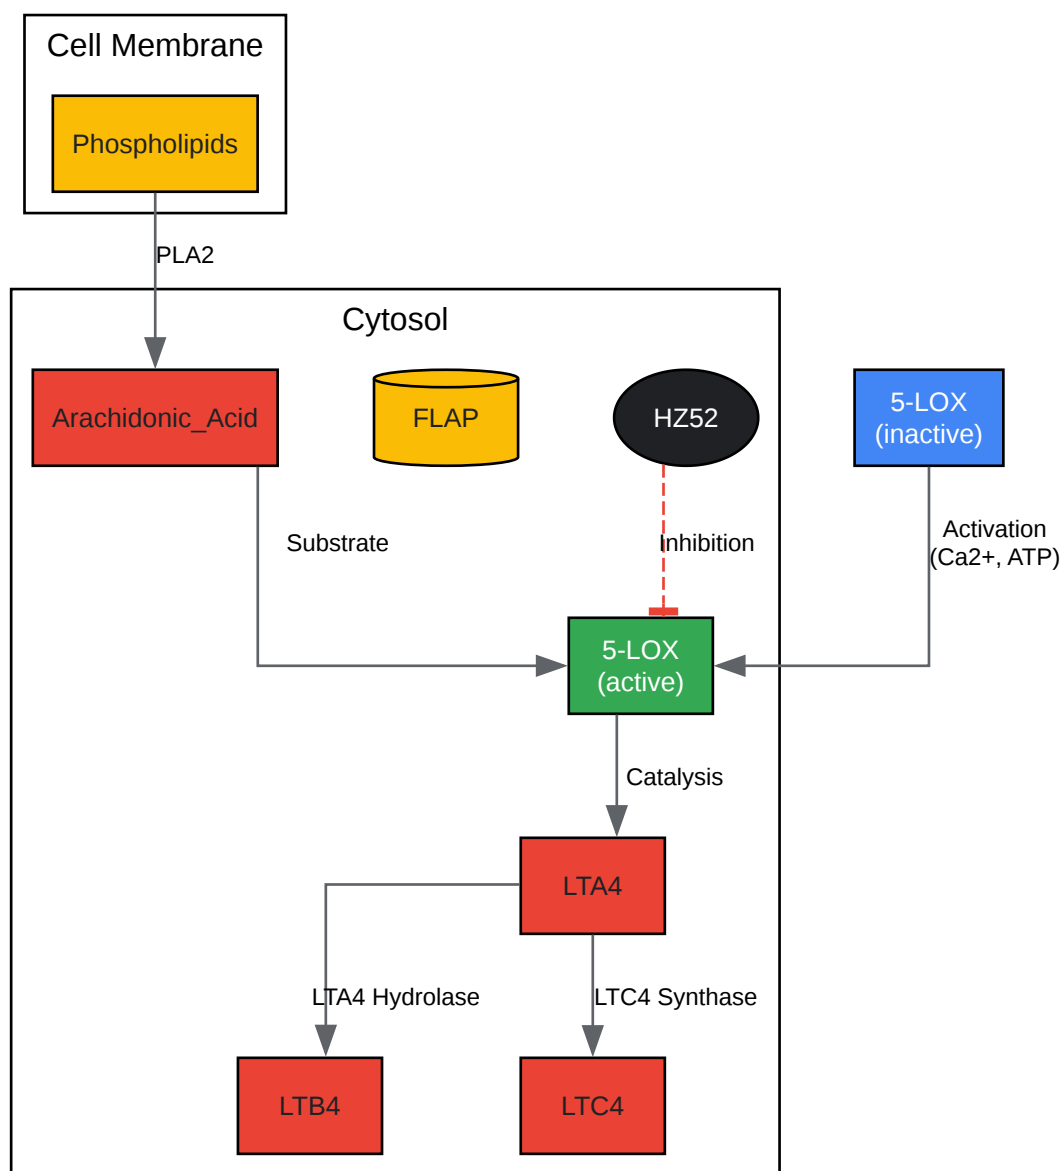 Cell Membrane
Phospholipids
PLA2
Cytosol
Arachidonic_Acid
FLAP
HZ52
5-LOX
(inactive)
Substrate
Inhibition
Activation
(Ca2+, ATP)
5-LOX
(active)
Catalysis
LTA4
LTA4 Hydrolase
LTC4 Synthase
LTB4
LTC4